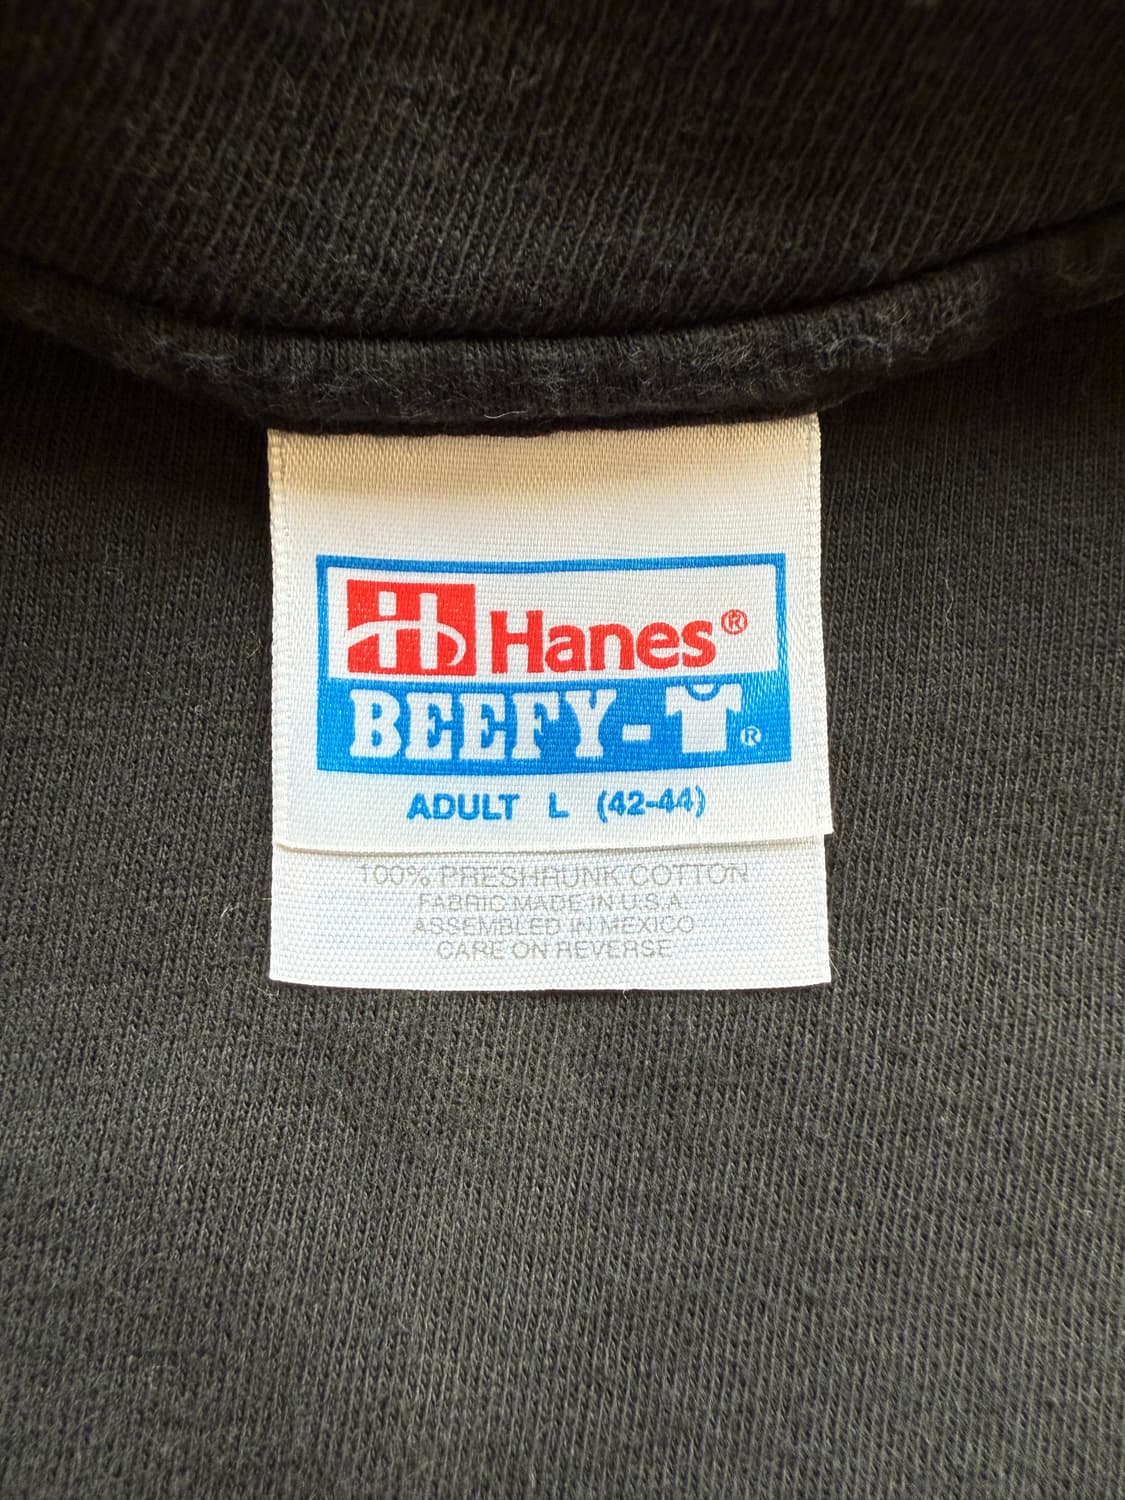 H Hanes®
BEEFY-T®
ADULT L (42-44)
100% PRESHRUNK COTTON
FABRIC MADE IN U.S.A.
ASSEMBLED IN MEXICO
CARE ON REVERSE